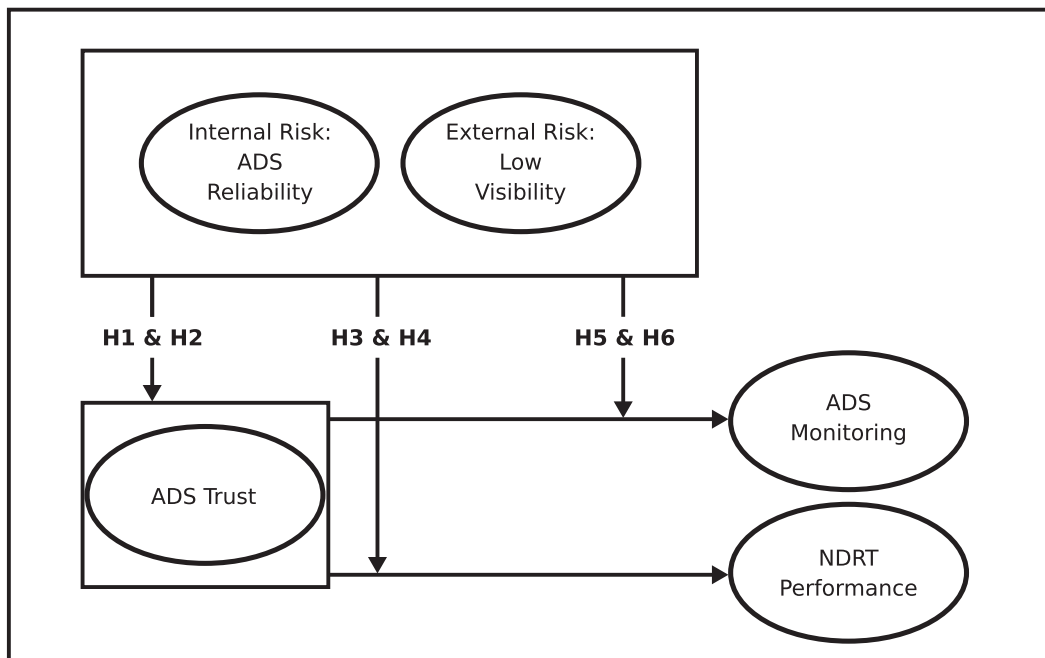 Internal Risk:
ADS
Reliability
External Risk:
Low
Visibility
H1 & H2
H3 & H4
H5 & H6
ADS
Monitoring
ADS Trust
NDRT
Performance